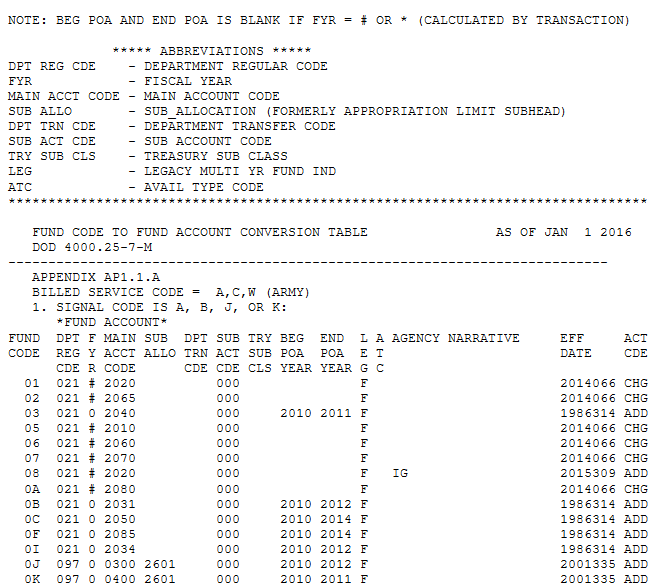 NOTE: BEG POA AND END POA IS BLANK IF FYR = # OR * (CALCULATED BY TRANSACTION)
***** ABBREVIATIONS *****
DPT REG CDE    - DEPARTMENT REGULAR CODE
FYR            - FISCAL YEAR
MAIN ACCT CODE - MAIN ACCOUNT CODE
SUB ALLO       - SUB_ALLOCATION (FORMERLY APPROPRIATION LIMIT SUBHEAD)
DPT TRN CDE    - DEPARTMENT TRANSFER CODE
SUB ACT CDE    - SUB ACCOUNT CODE
TRY SUB CLS    - TREASURY SUB CLASS
LEG            - LEGACY MULTI YR FUND IND
ATC            - AVAIL TYPE CODE
********************************************************************************
FUND CODE TO FUND ACCOUNT CONVERSION TABLE                AS OF JAN  1 2016
DOD 4000.25-7-M
---------------------------------------------------------------------------
APPENDIX AP1.1.A
BILLED SERVICE CODE =  A,C,W (ARMY)
1. SIGNAL CODE IS A, B, J, OR K:
*FUND ACCOUNT*
FUND  DPT F MAIN SUB  DPT SUB TRY BEG  END  L A AGENCY NARRATIVE     EFF     ACT
CODE  REG Y ACCT ALLO TRN ACT SUB POA  POA  E T                      DATE    CDE
CDE R CODE      CDE CDE CLS YEAR YEAR G C
01  021 # 2020          000               F                        2014066 CHG
02  021 # 2065          000               F                        2014066 CHG
03  021 0 2040          000     2010 2011 F                        1986314 ADD
05  021 # 2010          000               F                        2014066 CHG
06  021 # 2060          000               F                        2014066 CHG
07  021 # 2070          000               F                        2014066 CHG
08  021 # 2020          000               F   IG                   2015309 ADD
0A  021 # 2080          000               F                        2014066 CHG
0B  021 0 2031          000     2010 2012 F                        1986314 ADD
0C  021 0 2050          000     2010 2014 F                        1986314 ADD
0F  021 0 2085          000     2010 2014 F                        1986314 ADD
0I  021 0 2034          000     2010 2012 F                        1986314 ADD
0J  097 0 0300 2601     000     2010 2012 F                        2001335 ADD
0K  097 0 0400 2601     000     2010 2011 F                        2001335 ADD